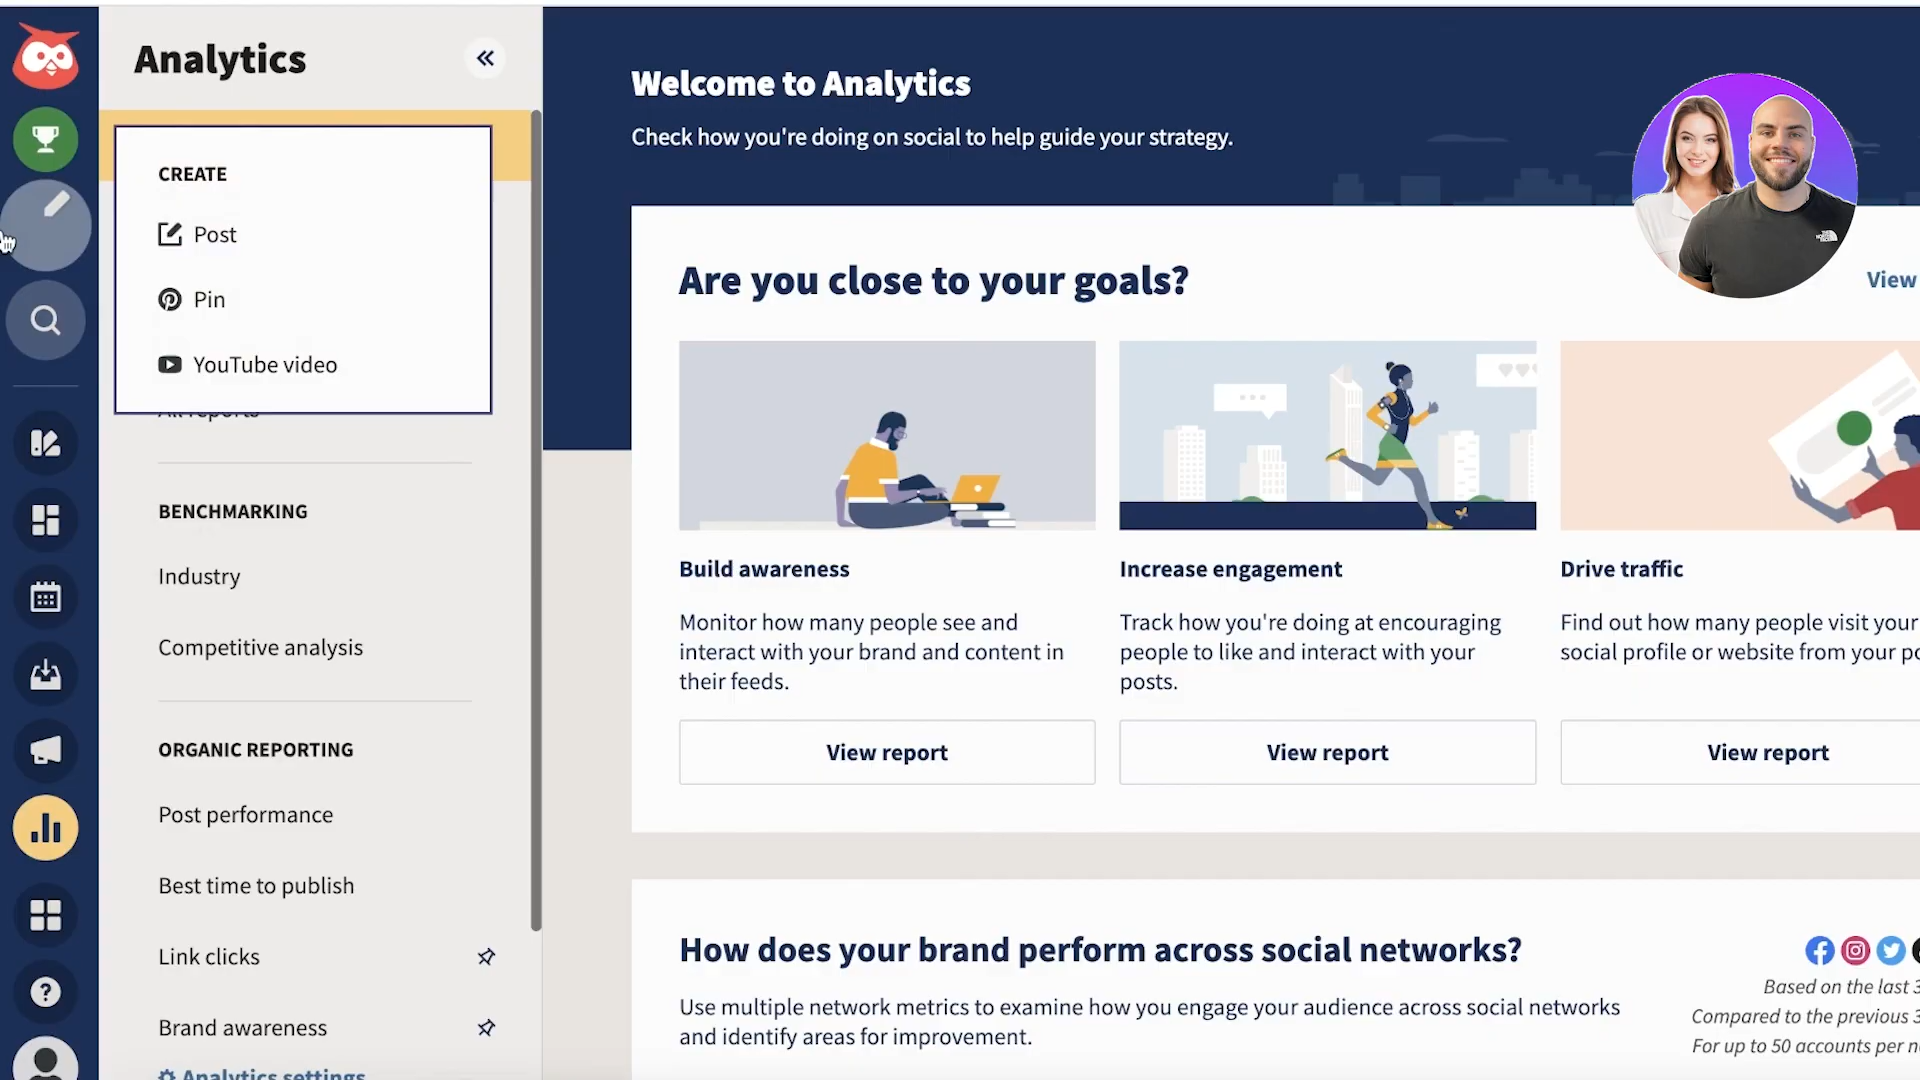 Analytics
CREATE
Post
Pin
YouTube video
All reports
BENCHMARKING
Industry
Competitive analysis
ORGANIC REPORTING
Post performance
Best time to publish
Link clicks
Brand awareness
Analytics settings
Welcome to Analytics
Check how you're doing on social to help guide your strategy.
Are you close to your goals?
View
Build awareness
Monitor how many people see and
interact with your brand and content in
their feeds.
View report
Increase engagement
Track how you're doing at encouraging
people to like and interact with your
posts.
View report
Drive traffic
Find out how many people visit your
social profile or website from your po
View report
How does your brand perform across social networks?
Use multiple network metrics to examine how you engage your audience across social networks
and identify areas for improvement.
Based on the last 3
Compared to the previous 3
For up to 50 accounts per n